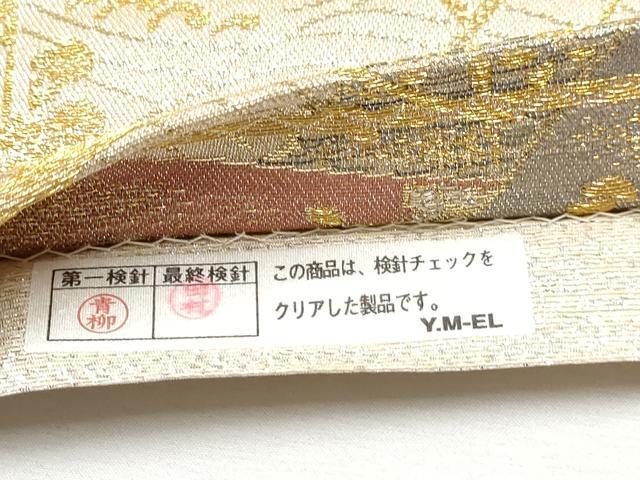 第一検針 最終検針
青柳
この商品は、検針チェックを
クリアした製品です。
Y.M-EL